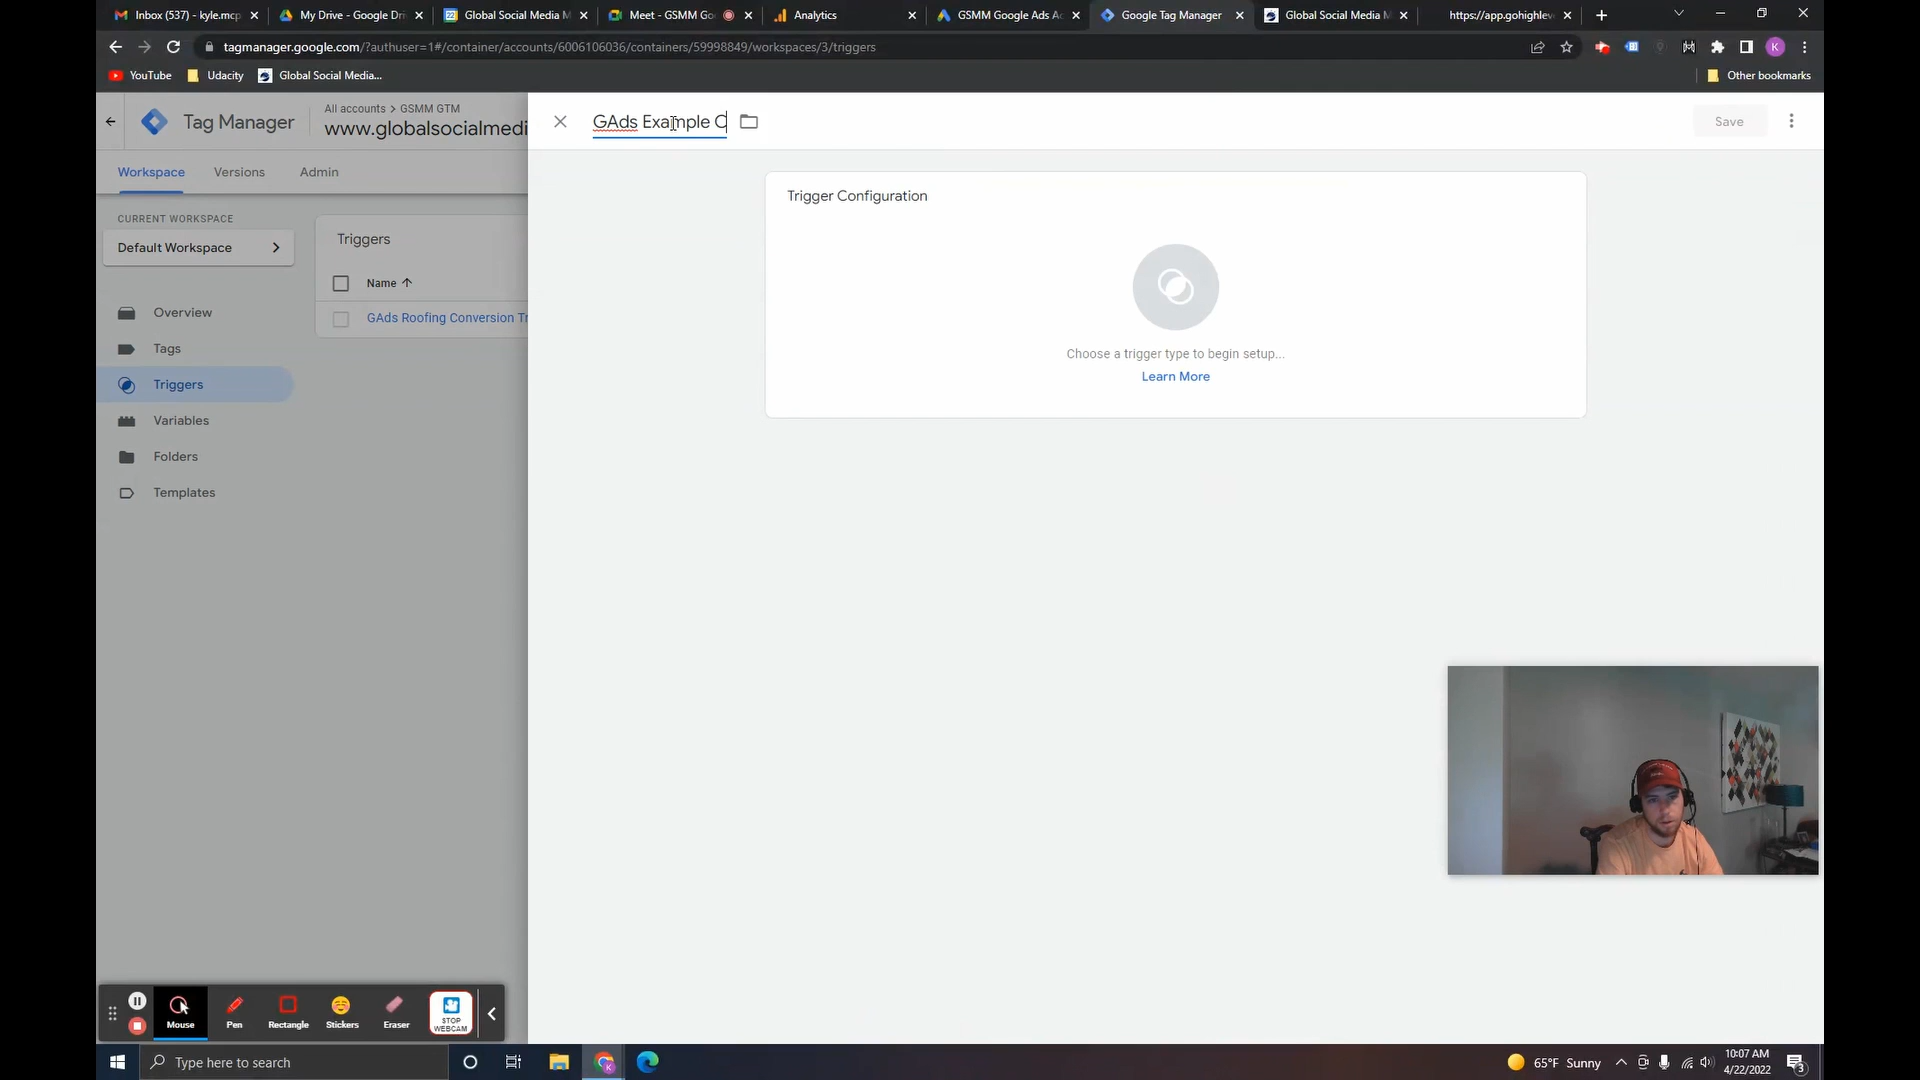 Inbox (537) - kyle.mcp
My Drive - Google Dri
Global Social Media M
Meet - GSMM Go
Analytics
GSMM Google Ads Ac
Google Tag Manager
Global Social Media M
https://app.gohighleve
tagmanager.google.com/?authuser=1#/container/accounts/6006106036/containers/59998849/workspaces/3/triggers
YouTube
Udacity
Global Social Media...
Other bookmarks
Tag Manager
All accounts > GSMM GTM
www.globalsocialmedi
GAds Example C
Save
Workspace
Versions
Admin
CURRENT WORKSPACE
Default Workspace
Overview
Tags
Triggers
Variables
Folders
Templates
Triggers
Name
GAds Roofing Conversion Tr
Trigger Configuration
Choose a trigger type to begin setup...
Learn More
Mouse
Pen
Rectangle
Stickers
Eraser
STOP WEBCAM
Type here to search
65°F Sunny
10:07 AM
4/22/2022
3